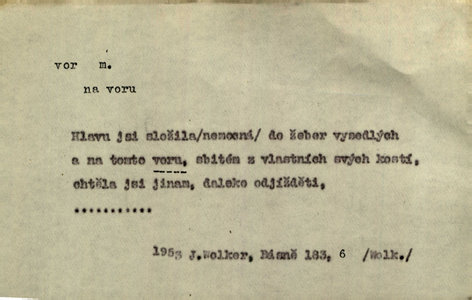 vor m.
na voru
Hlavu jsi složila/nemocná/ do žeber vysedlých
a na tomto voru, sbitém z vlastních svých kostí,
chtěla jsi jinam, daleko odjížděti,
***********
1953 J.Wolker, Básně 183, 6 /Wolk./